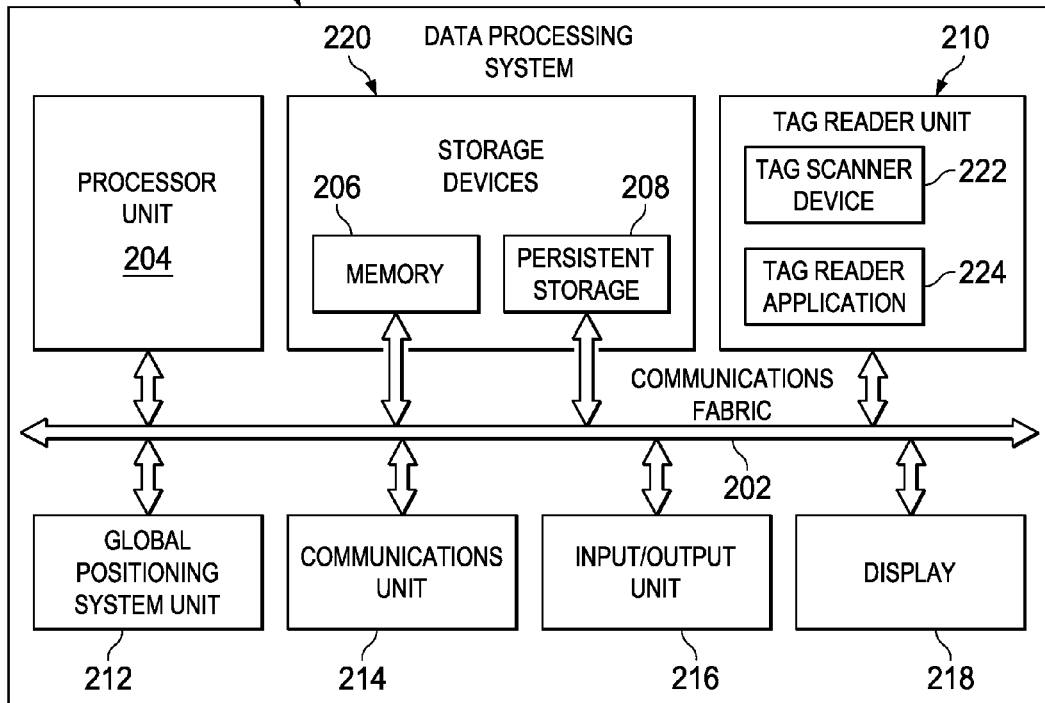 220
DATA PROCESSING
SYSTEM
210
PROCESSOR
UNIT
204
STORAGE
DEVICES
206
208
MEMORY
PERSISTENT
STORAGE
TAG READER UNIT
TAG SCANNER
DEVICE
222
TAG READER
APPLICATION
224
COMMUNICATIONS
FABRIC
202
GLOBAL
POSITIONING
SYSTEM UNIT
COMMUNICATIONS
UNIT
INPUT/OUTPUT
UNIT
DISPLAY
212
214
216
218